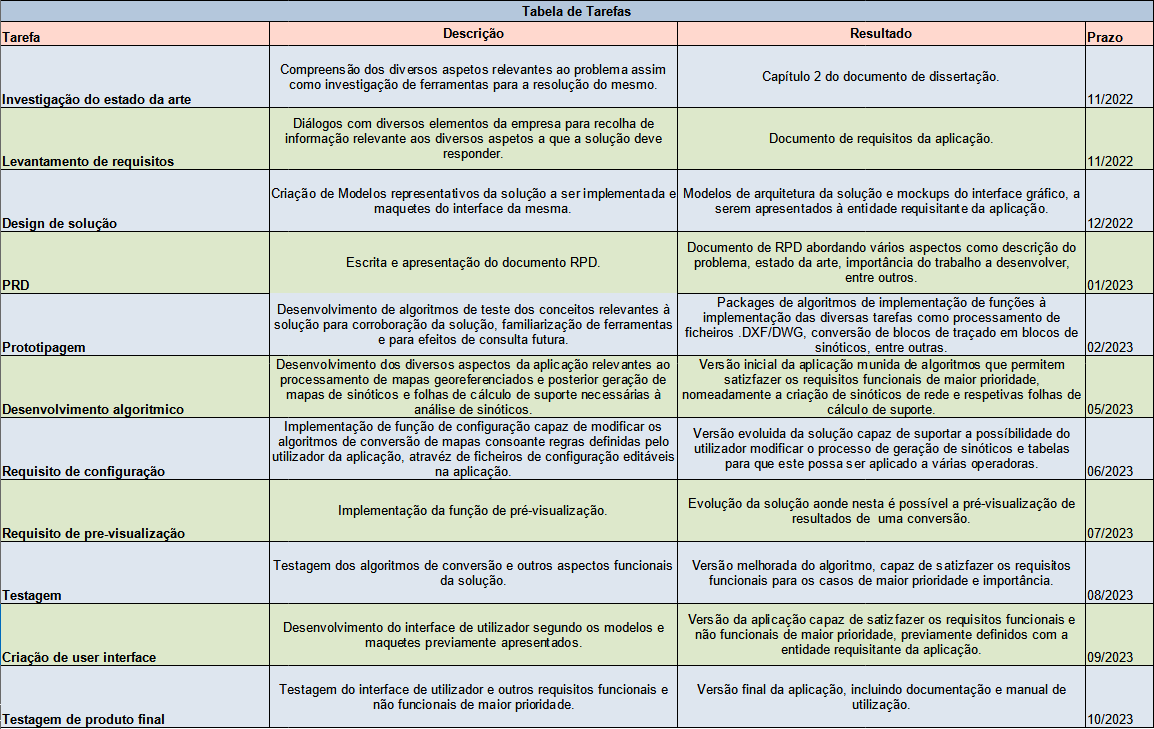 Tabela de Tarefas
Tarefa
Descrição
Resultado
Prazo
Investigação do estado da arte
Compreensão dos diversos aspetos relevantes ao problema assim
como investigação de ferramentas para a resolução do mesmo.
Capítulo 2 do documento de dissertação.
11/2022
Levantamento de requisitos
Diálogos com diversos elementos da empresa para recolha de
informação relevante aos diversos aspetos a que a solução deve
responder.
Documento de requisitos da aplicação.
11/2022
Design de solução
Criação de Modelos representativos da solução a ser implementada e
maquetes do interface da mesma.
Modelos de arquitetura da solução e mockups do interface gráfico, a
serem apresentados à entidade requisitante da aplicação.
12/2022
PRD
Escrita e apresentação do documento RPD.
Documento de RPD abordando vários aspectos como descrição do
problema, estado da arte, importância do trabalho a desenvolver,
entre outros.
01/2023
Prototipagem
Desenvolvimento de algoritmos de teste dos conceitos relevantes à
solução para corroboração da solução, familiarização de ferramentas
e para efeitos de consulta futura.
Packages de algoritmos de implementação de funções à
implementação das diversas tarefas como processamento de
ficheiros .DXF/DWG, conversão de blocos de traçado em blocos de
sinóticos, entre outras.
02/2023
Desenvolvimento algoritmico
Desenvolvimento dos diversos aspectos da aplicação relevantes ao
processamento de mapas georeferenciados e posterior geração de
mapas de sinóticos e folhas de cálculo de suporte necessárias à
análise de sinóticos.
Versão inicial da aplicação munida de algoritmos que permitem
satizfazer os requisitos funcionais de maior prioridade,
nomeadamente a criação de sinóticos de rede e respetivas folhas de
cálculo de suporte.
05/2023
Requisito de configuração
Implementação de função de configuração capaz de modificar os
algoritmos de conversão de mapas consoante regras definidas pelo
utilizador da aplicação, atravéz de ficheiros de configuração editáveis
na aplicação.
Versão evoluida da solução capaz de suportar a possíbilidade do
utilizador modificar o processo de geração de sinóticos e tabelas
para que este possa ser aplicado a várias operadoras.
06/2023
Requisito de pre-visualização
Implementação da função de pré-visualização.
Evolução da solução aonde nesta é possível a pré-visualização de
resultados de uma conversão.
07/2023
Testagem
Testagem dos algoritmos de conversão e outros aspectos funcionais
da solução.
Versão melhorada do algoritmo, capaz de satizfazer os requisitos
funcionais para os casos de maior prioridade e importância.
08/2023
Criação de user interface
Desenvolvimento do interface de utilizador segundo os modelos e
maquetes previamente apresentados.
Versão da aplicação capaz de satizfazer os requisitos funcionais e
não funcionais de maior prioridade, previamente definidos com a
entidade requisitante da aplicação.
09/2023
Testagem de produto final
Testagem do interface de utilizador e outros requisitos funcionais e
não funcionais de maior prioridade.
Versão final da aplicação, incluindo documentação e manual de
utilização.
10/2023